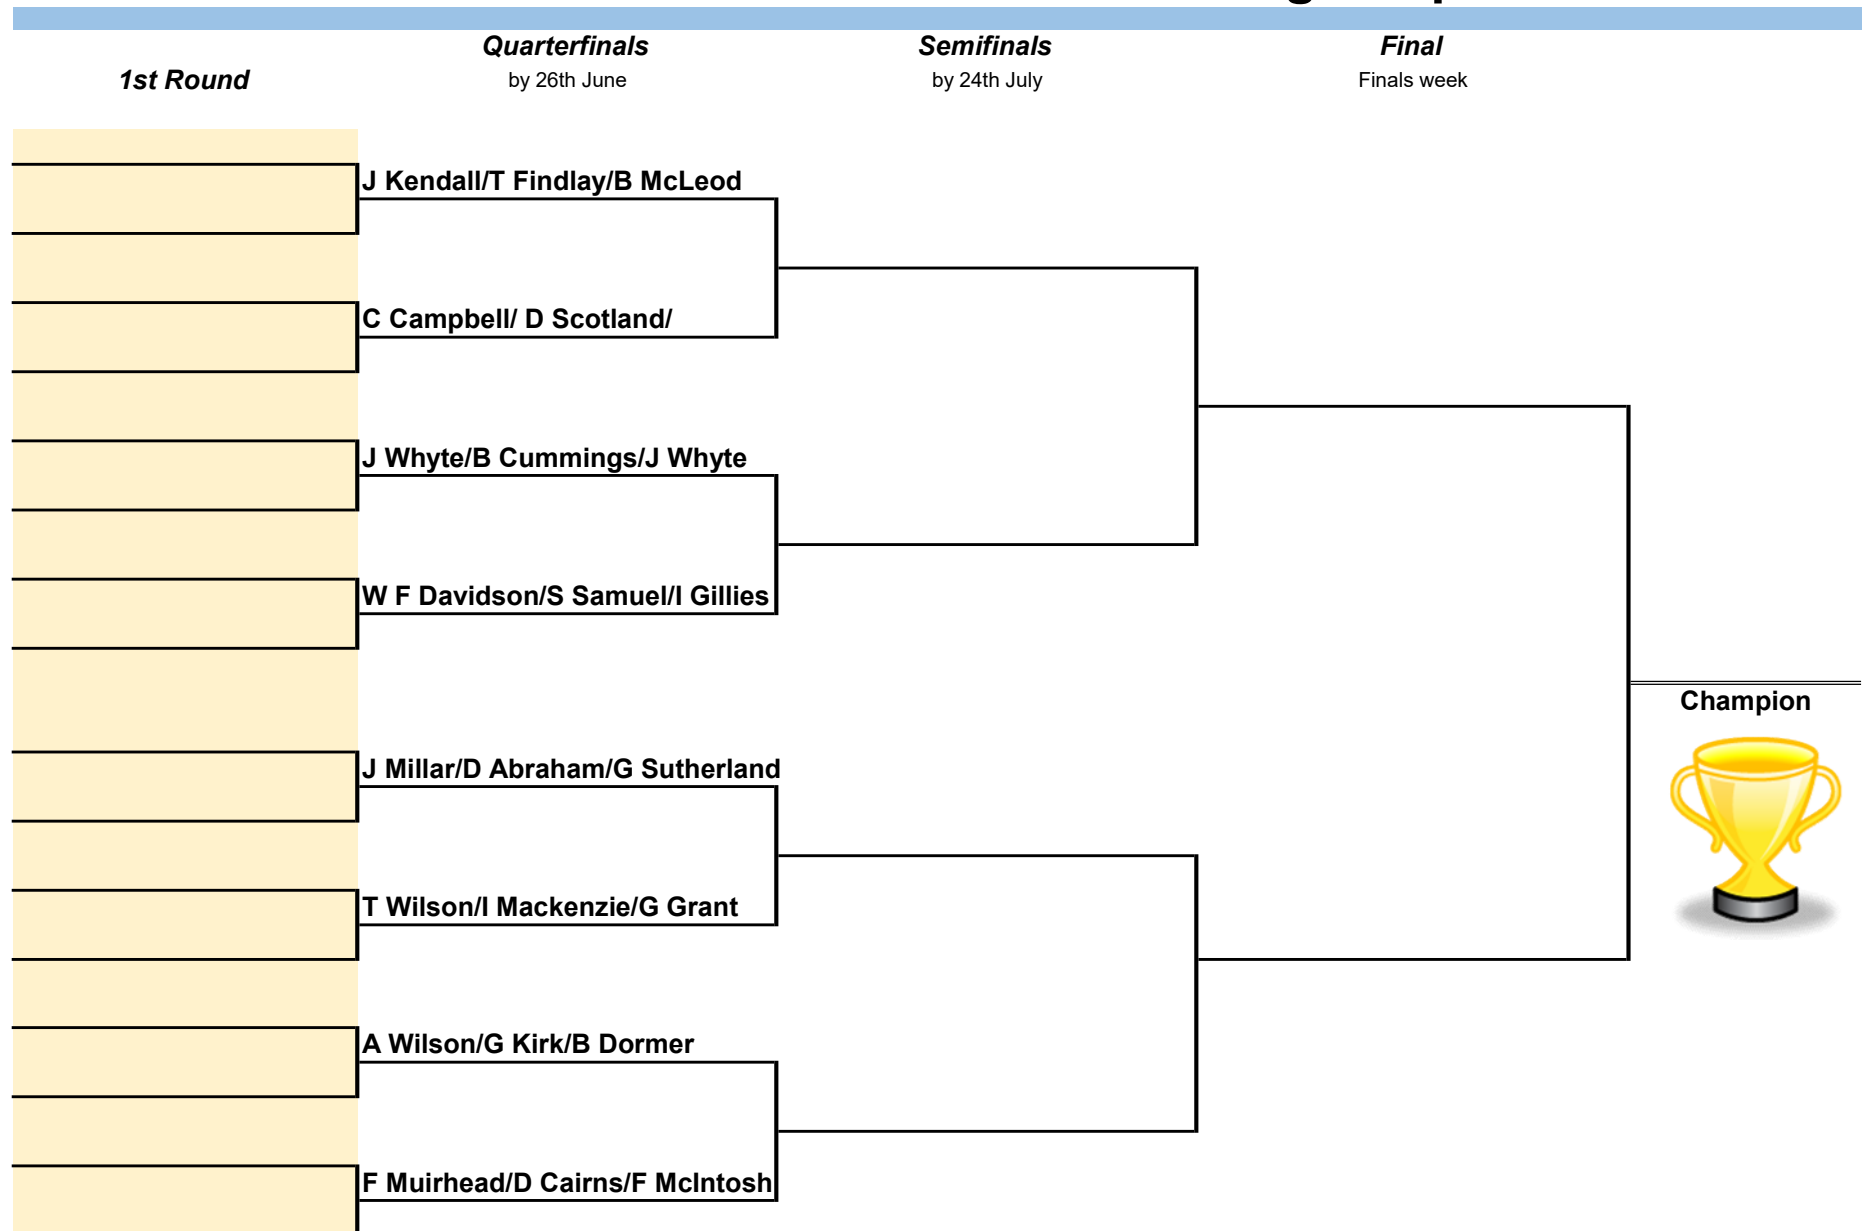 Quarterfinals
Semifinals
Final
1st Round
by 26th June
by 24th July
Finals week
J Kendall/T Findlay/B McLeod
C Campbell/ D Scotland/
J Whyte/B Cummings/J Whyte
W F Davidson/S Samuel/I Gillies
Champion
J Millar/D Abraham/G Sutherland
T Wilson/I Mackenzie/G Grant
A Wilson/G Kirk/B Dormer
F Muirhead/D Cairns/F McIntosh